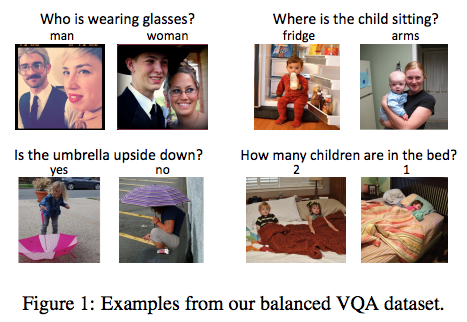 Who is wearing glasses?
man woman
Where is the child sitting?
fridge arms
Is the umbrella upside down?
yes no
How many children are in the bed?
2 1
Figure 1: Examples from our balanced VQA dataset.